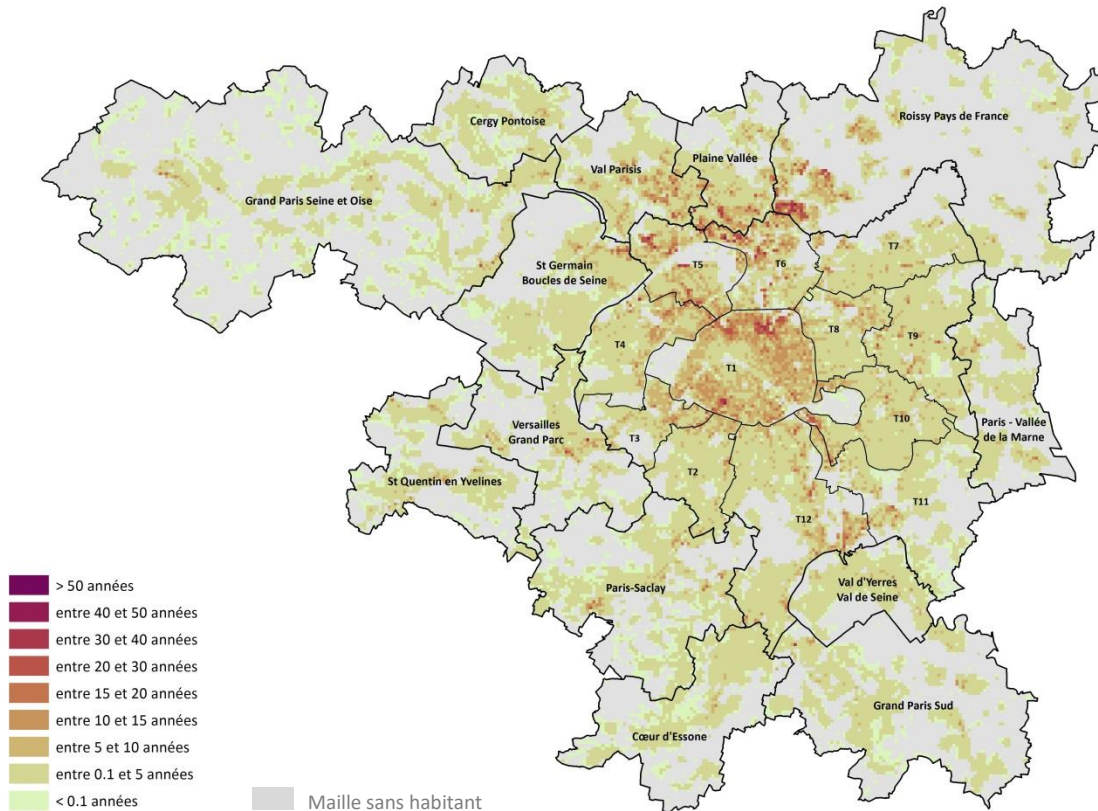 Cergy Pontoise
Roissy Pays de France
Plaine Vallée
Val Parisis
Grand Paris Seine et Oise
T7
T6
T5
St Germain
Boucles de Seine
T8
T9
T4
T1
T10
Paris - Vallée
de la Marne
Versailles
Grand Parc
T3
T2
St Quentin en Yvelines
T11
T12
Paris-Saclay
Val d'Yerres
Val de Seine
Grand Paris Sud
Cœur d'Essone
> 50 années
entre 40 et 50 années
entre 30 et 40 années
entre 20 et 30 années
entre 15 et 20 années
entre 10 et 15 années
entre 5 et 10 années
entre 0.1 et 5 années
< 0.1 années
Maille sans habitant